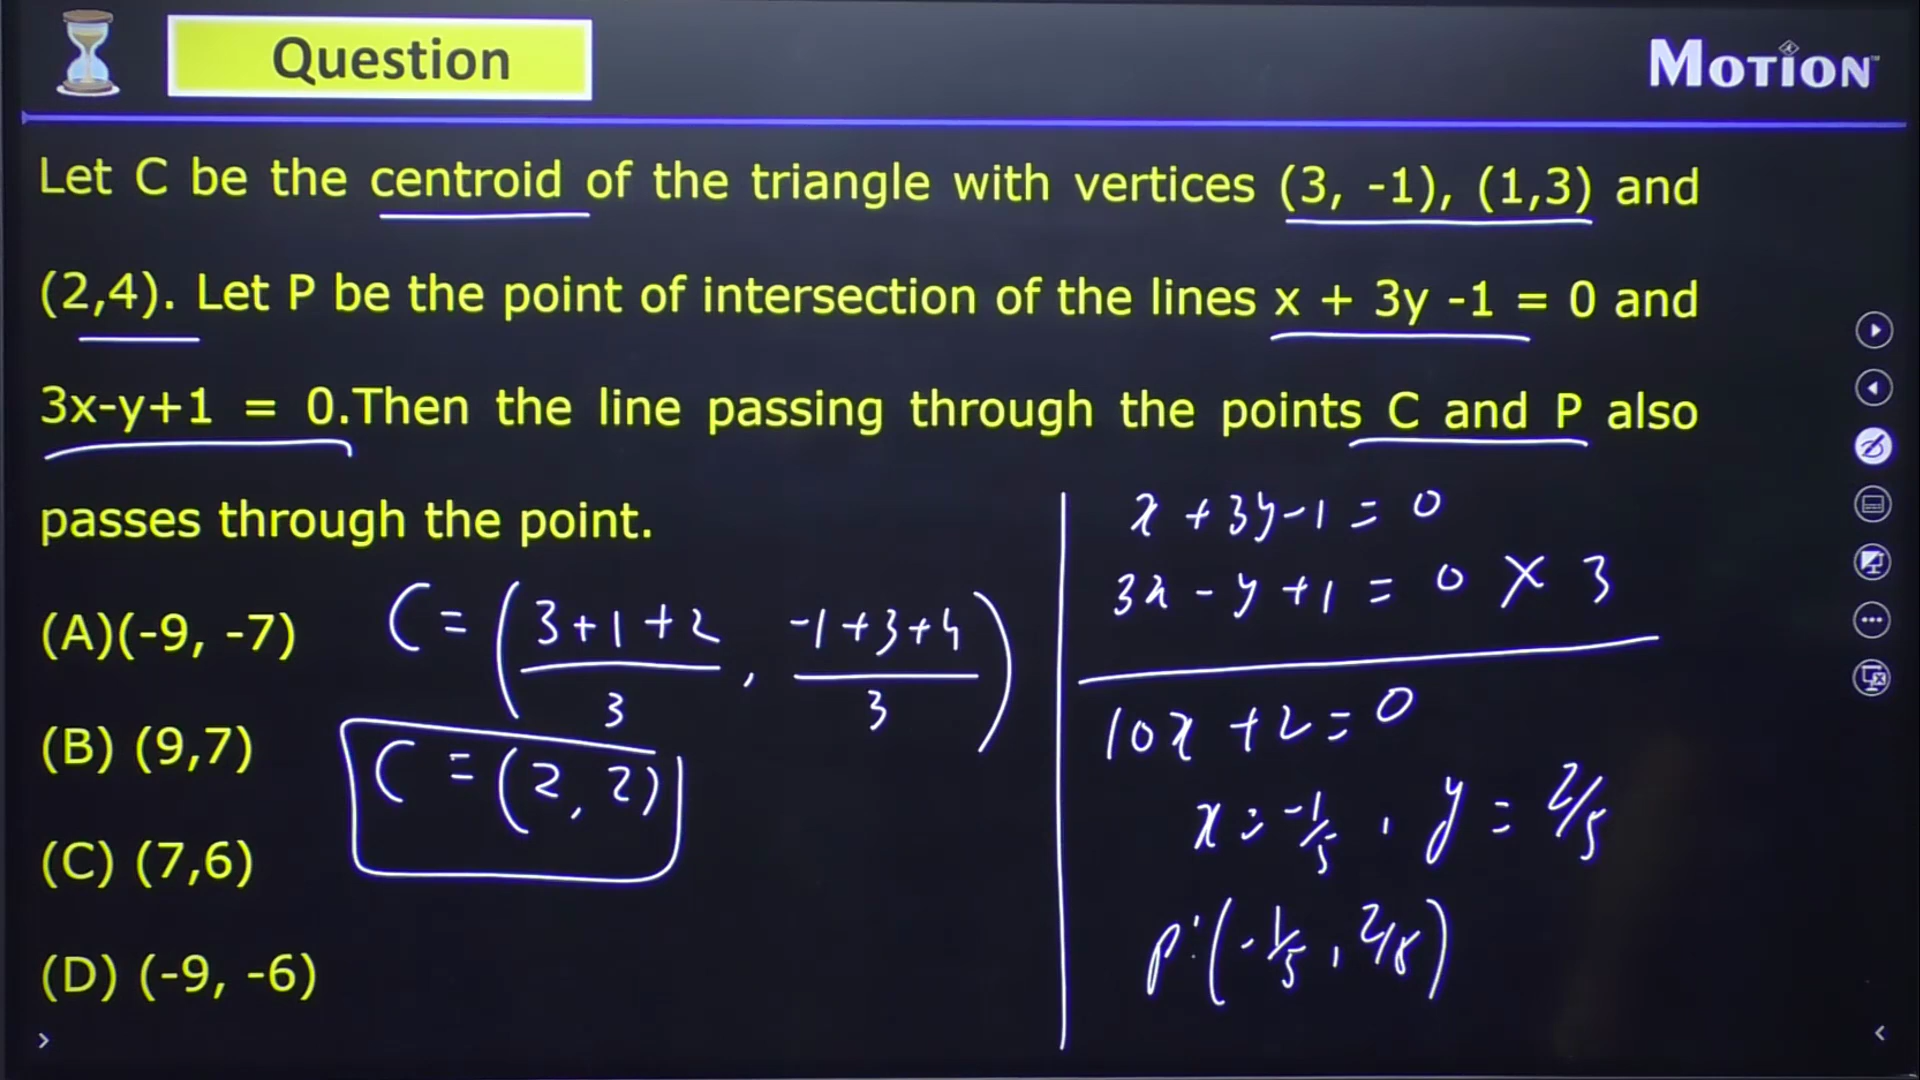 Question
MOTION™
Let C be the centroid of the triangle with vertices (3, -1), (1,3) and
(2,4). Let P be the point of intersection of the lines x + 3y -1 = 0 and
3x-y+1 = 0.Then the line passing through the points C and P also
passes through the point.
(A)(-9, -7)
(B) (9,7)
(C) (7,6)
(D) (-9, -6)
C = (3+1+2/3, -1+3+4/3)
C = (2, 2)
x + 3y - 1 = 0
3x - y + 1 = 0 × 3
10x + 2 = 0
x = -1/5, y = 2/5
P:(-1/5, 2/5)